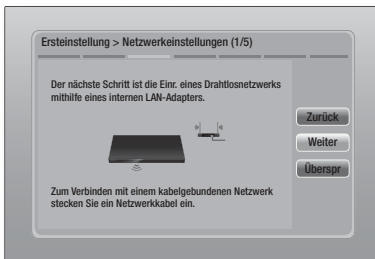 Ersteinstellung > Netzwerkeinstellungen (1/5)
Der nächste Schritt ist die Einr. eines Drahtlosnetzwerks
mithilfe eines internen LAN-Adapters.
Zurück
Weiter
Überspr
Zum Verbinden mit einem kabelgebundenen Netzwerk
stecken Sie ein Netzwerkkabel ein.